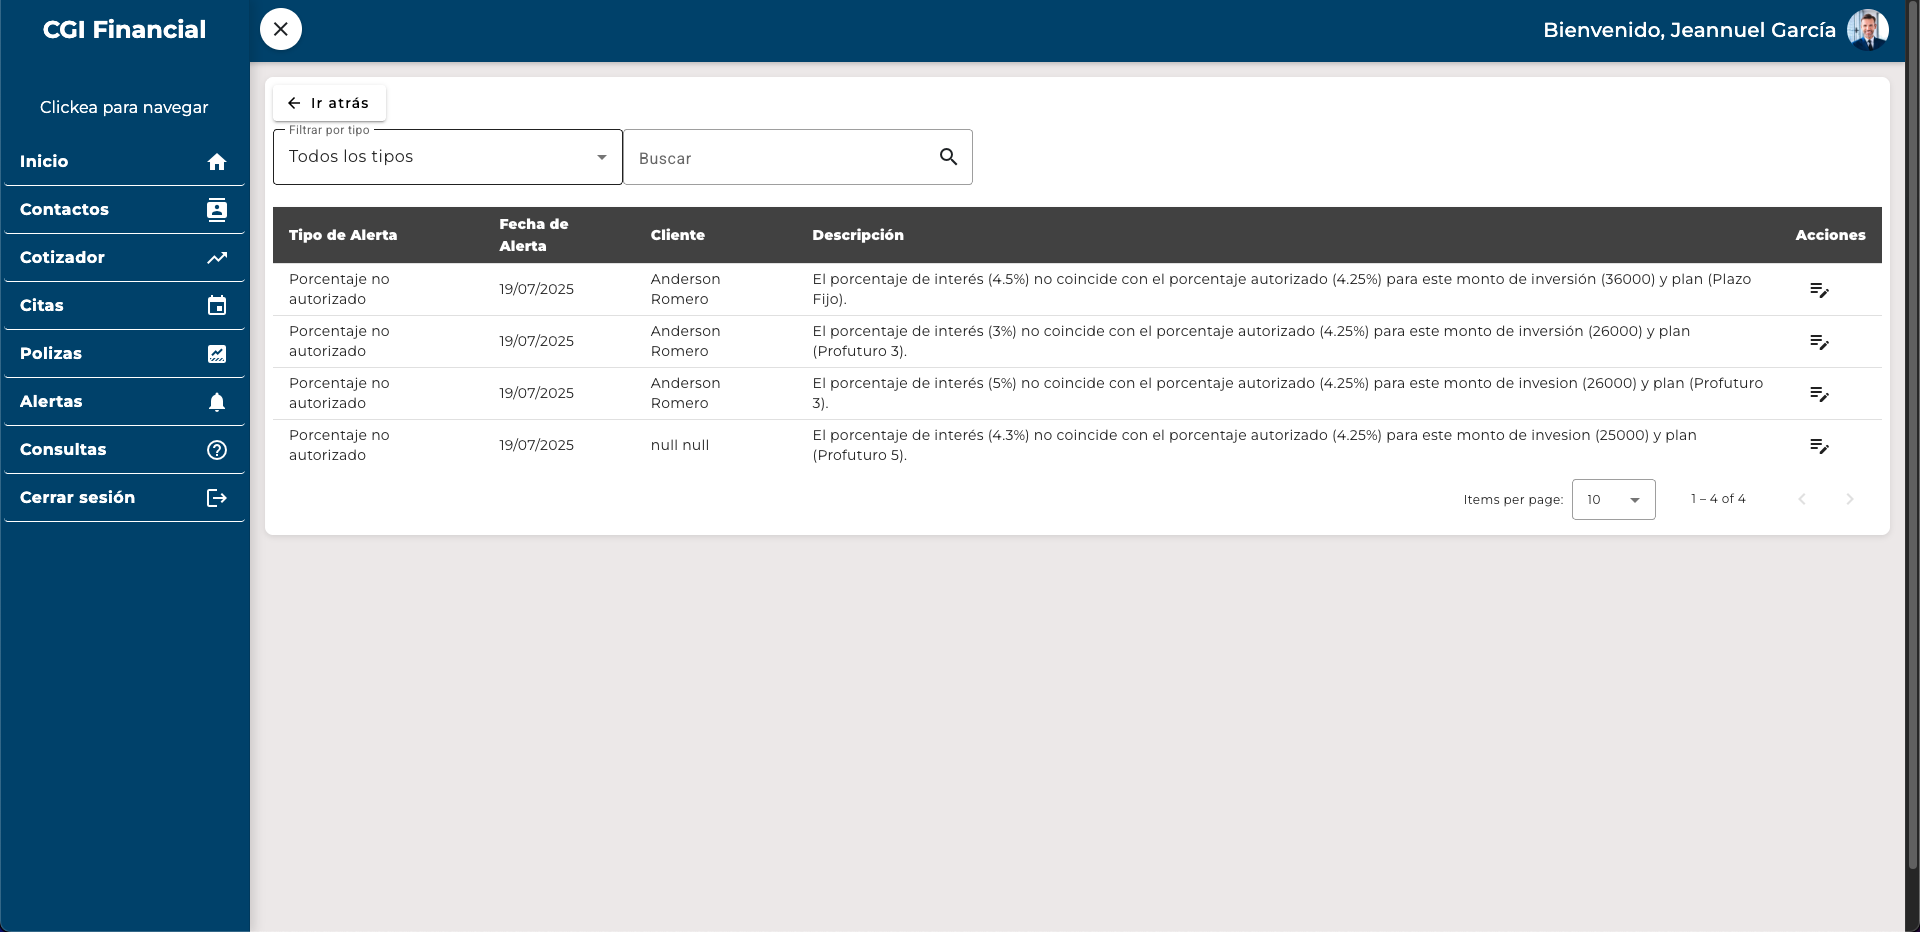 CGI Financial
Bienvenido, Jeannuel García
Clickea para navegar
Inicio
Contactos
Cotizador
Citas
Polizas
Alertas
Consultas
Cerrar sesión
Ir atrás
Filtrar por tipo
Todos los tipos
Buscar
Tipo de Alerta
Fecha de
Alerta
Cliente
Descripción
Acciones
Porcentaje no
autorizado
19/07/2025
Anderson
Romero
El porcentaje de interés (4.5%) no coincide con el porcentaje autorizado (4.25%) para este monto de inversión (36000) y plan (Plazo
Fijo).
Porcentaje no
autorizado
19/07/2025
Anderson
Romero
El porcentaje de interés (3%) no coincide con el porcentaje autorizado (4.25%) para este monto de inversión (26000) y plan
(Profuturo 3).
Porcentaje no
autorizado
19/07/2025
Anderson
Romero
El porcentaje de interés (5%) no coincide con el porcentaje autorizado (4.25%) para este monto de invesion (26000) y plan (Profuturo
3).
Porcentaje no
autorizado
19/07/2025
null null
El porcentaje de interés (4.3%) no coincide con el porcentaje autorizado (4.25%) para este monto de invesion (25000) y plan
(Profuturo 5).
Items per page:
10
1 – 4 of 4